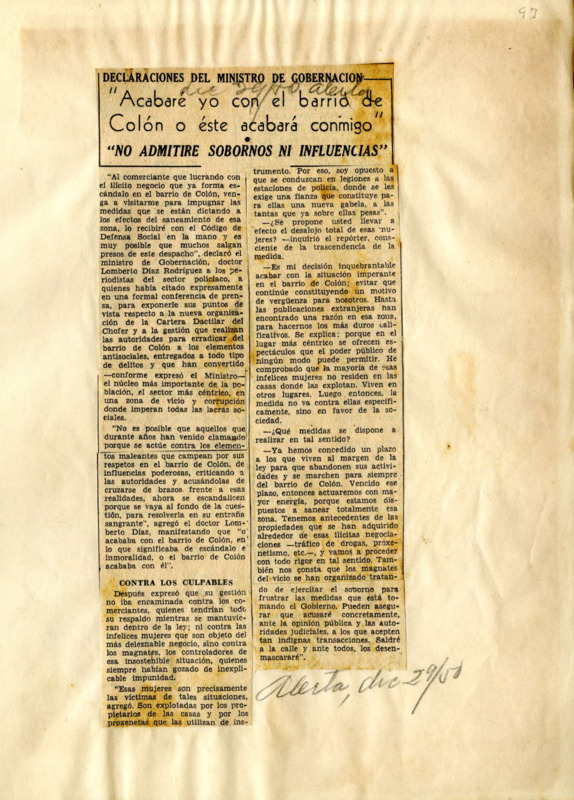 97
DECLARACIONES DEL MINISTRO DE GOBERNACION
dic 29/50 Alerta
"Acabaré yo con el barrio de
Colón o éste acabará conmigo"
"NO ADMITIRE SOBORNOS NI INFLUENCIAS"
"Al comerciante que lucrando con
el ilícito negocio que ya forma es-
cándalo en el barrio de Colón, ven-
ga a visitarme para impugnar las
medidas que se están dictando a
los efectos del saneamiento de esa
zona, lo recibiré con el Código de
Defensa Social en la mano y es
muy posible que muchos salgan
presos de este despacho", declaró el
ministro de Gobernación, doctor
Lomberto Díaz Rodríguez a los pe-
riodistas del sector policíaco, a
quienes había citado expresamente
en una formal conferencia de pren-
sa, para exponerle sus puntos de
vista respecto a la nueva organiza-
ción de la Cartera Dactilar del
Chofer y a la gestión que realizan
las autoridades para erradicar del
barrio de Colón a los elementos
antisociales, entregados a todo tipo
de delitos y que han convertido
—conforme expresó el Ministro—
el núcleo más importante de la po-
blación, el sector más céntrico, en
una zona de vicio y corrupción
donde imperan todas las lacras so-
ciales.
"No es posible que aquellos que
durante años han venido clamando
porque se actúe contra los elemen-
tos maleantes que campean por sus
respetos en el barrio de Colón, de
influencias poderosas, criticando a
las autoridades y acusándolas de
cruzarse de brazos frente a esas
realidades, ahora se escandalicen
porque se vaya al fondo de la cues-
tión, para resolverla en su entraña
sangrante", agregó el doctor Lom-
berto Díaz, manifestando que "o
acababa con el barrio de Colón, en
lo que significaba de escándalo e
inmoralidad, o el barrio de Colón
acababa con él".
CONTRA LOS CULPABLES
Después expresó que su gestión
no iba encaminada contra los co-
merciantes, quienes tendrían todo
su respaldo mientras se mantuvie-
ran dentro de la ley; ni contra las
infelices mujeres que son objeto del
más deleznable negocio, sino contra
los magnates, los controladores de
esa insostenible situación, quienes
siempre habían gozado de inexpli-
cable impunidad.
"Esas mujeres son precisamente
las víctimas de tales situaciones,
agregó. Son explotadas por los pro-
pietarios de las casas y por los
proxenetas que las utilizan de ins-
trumento. Por eso, soy opuesto a
que se conduzcan en legiones a las
estaciones de policía, donde se les
exige una fianza que constituye pa-
ra ellas una nueva gabela, a las
tantas que ya sobre ellas pesas".
—¿Se propone usted llevar a
efecto el desalojo total de esas mu-
jeres? —inquirió el repórter, cons-
ciente de la trascendencia de la
medida.
—Es mi decisión inquebrantable
acabar con la situación imperante
en el barrio de Colón; evitar que
continúe constituyendo un motivo
de vergüenza para nosotros. Hasta
las publicaciones extranjeras han
encontrado una razón en esa zona,
para hacernos los más duros cali-
ficativos. Se explica; porque en el
lugar más céntrico se ofrecen es-
pectáculos que el poder público de
ningún modo puede permitir. He
comprobado que la mayoría de esas
infelices mujeres no residen en las
casas donde las explotan. Viven en
otros lugares. Luego entonces, la
medida no va contra ellas específi-
camente, sino en favor de la so-
ciedad.
—¿Qué medidas se dispone a
realizar en tal sentido?
—Ya hemos concedido un plazo
a los que viven al margen de la
ley para que abandonen sus activi-
dades y se marchen para siempre
del barrio de Colón. Vencido ese
plazo, entonces actuaremos con ma-
yor energía, porque estamos dis-
puestos a sanear totalmente esa
zona. Tenemos antecedentes de las
propiedades que se han adquirido
alrededor de esas ilícitas negocia-
ciones —tráfico de drogas, proxe-
netismo, etc.—, y vamos a proceder
con todo rigor en tal sentido. Tam-
bién nos consta que los magnates
del vicio se han organizado tratan-
do de ejercitar el soborno para
frustrar las medidas que está to-
mando el Gobierno. Pueden asegu-
rar que acusaré concretamente,
ante la opinión pública y las auto-
ridades judiciales, a los que acepten
tan indignas transacciones. Saldré
a la calle y ante todos, los desen-
mascararé".
Alerta, dic 29/50